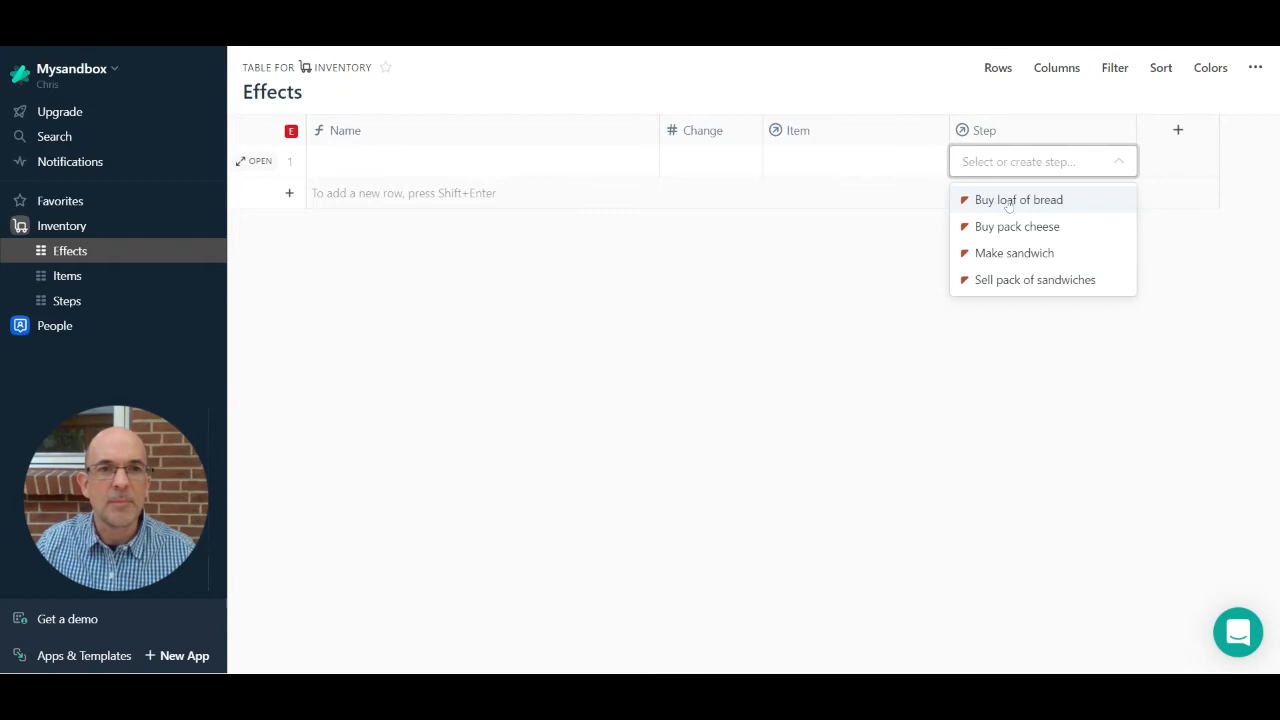 Mysandbox
Chris
Upgrade
Search
Notifications
Favorites
Inventory
Effects
Items
Steps
People
Get a demo
Apps & Templates + New App
TABLE FOR INVENTORY
Effects
Rows Columns Filter Sort Colors ...
E Name # Change Item Step +
OPEN 1 Select or create step...
+ To add a new row, press Shift+Enter
Buy loaf of bread
Buy pack cheese
Make sandwich
Sell pack of sandwiches